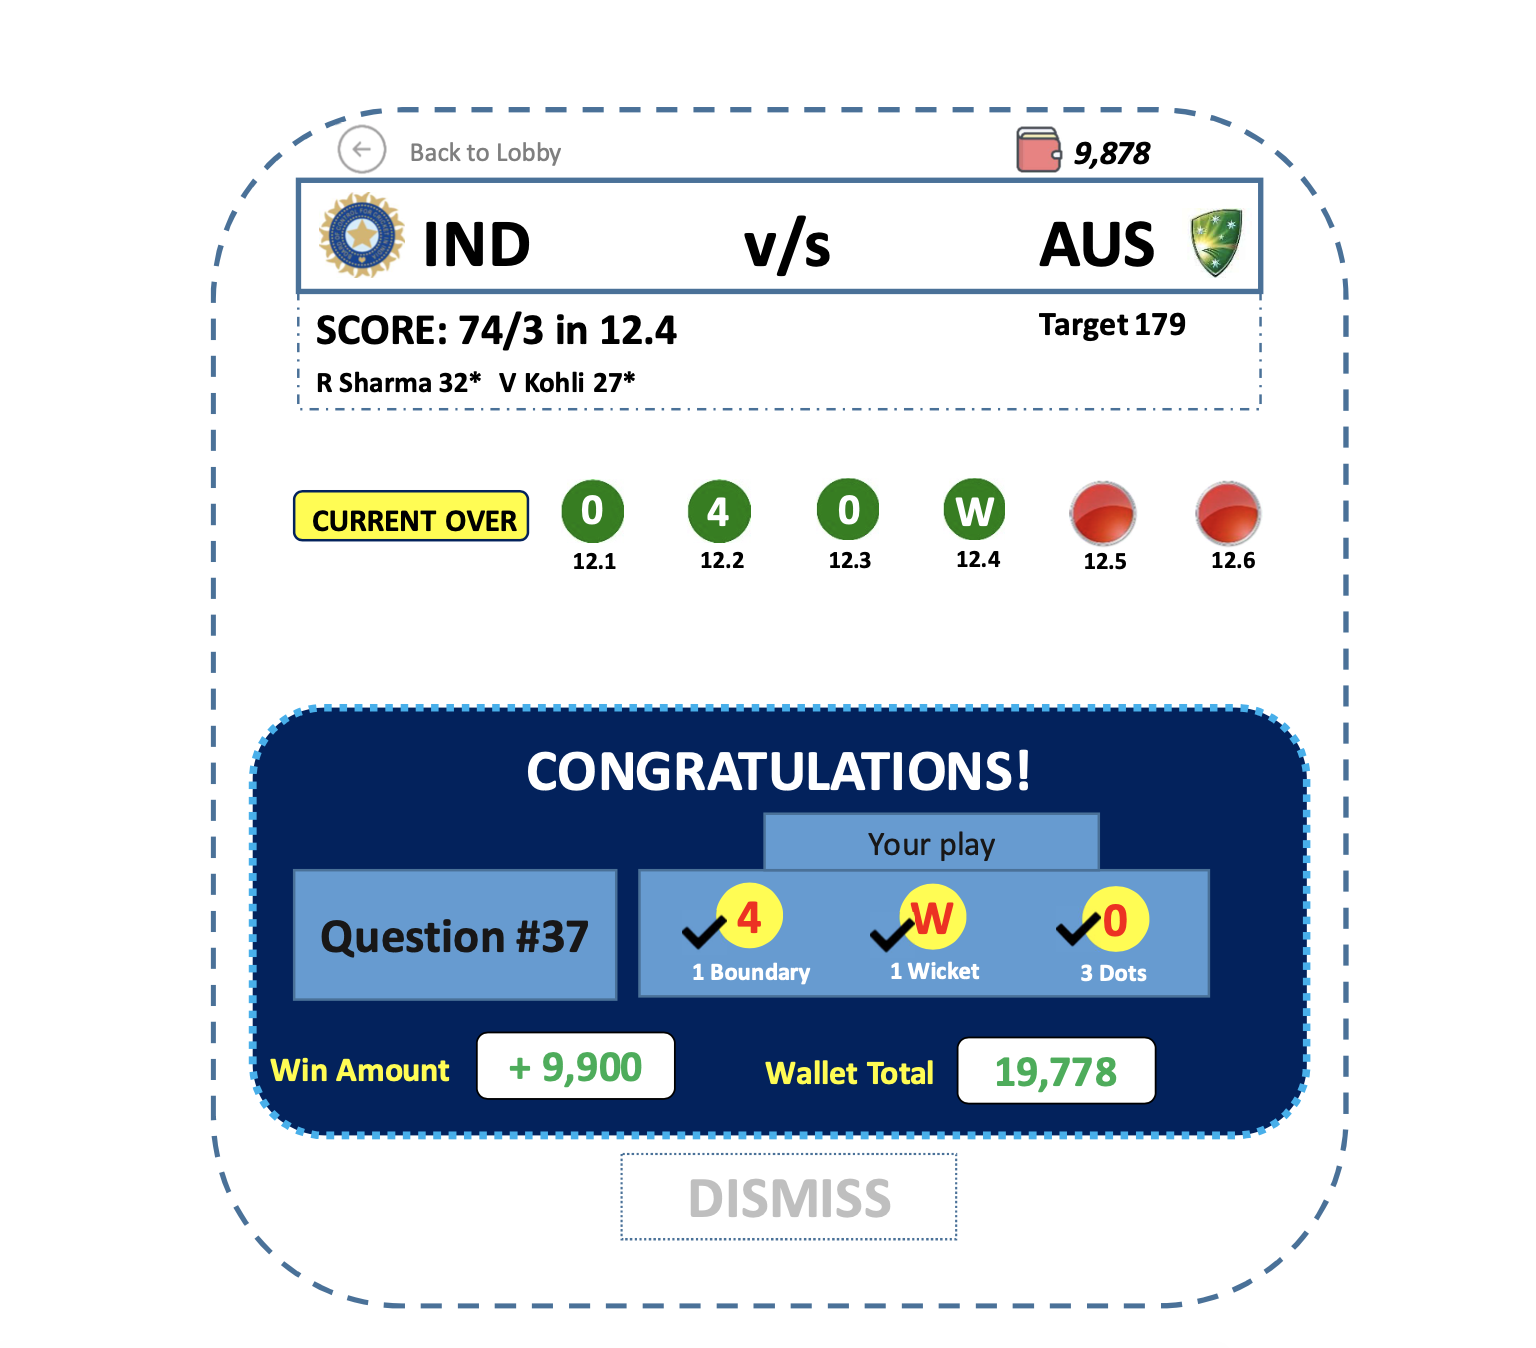 Back to Lobby
9,878
IND v/s AUS
SCORE: 74/3 in 12.4
Target 179
R Sharma 32* V Kohli 27*
CURRENT OVER
0 4 0 W
12.1 12.2 12.3 12.4 12.5 12.6
CONGRATULATIONS!
Your play
Question #37
4 W 0
1 Boundary 1 Wicket 3 Dots
Win Amount + 9,900 Wallet Total 19,778
DISMISS